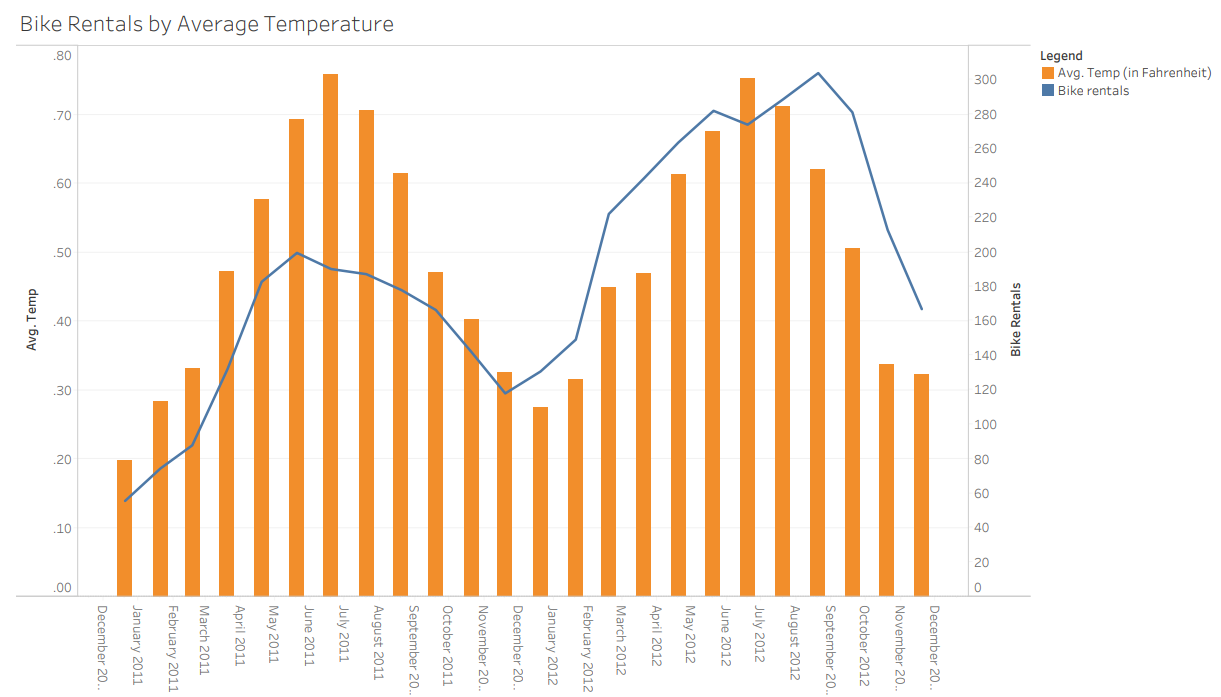 Bike Rentals by Average Temperature
Legend
Avg. Temp (in Fahrenheit)
Bike rentals
Avg. Temp
.80
.70
.60
.50
.40
.30
.20
.10
.00
Bike Rentals
300
280
260
240
220
200
180
160
140
120
100
80
60
40
20
0
December 20..
January 2011
February 2011
March 2011
April 2011
May 2011
June 2011
July 2011
August 2011
September 20..
October 2011
November 20..
December 20..
January 2012
February 2012
March 2012
April 2012
May 2012
June 2012
July 2012
August 2012
September 20..
October 2012
November 20..
December 20..